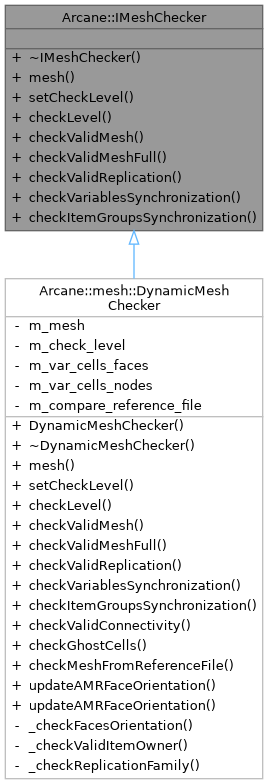 Arcane::IMeshChecker
+ ~IMeshChecker()
+ mesh()
+ setCheckLevel()
+ checkLevel()
+ checkValidMesh()
+ checkValidMeshFull()
+ checkValidReplication()
+ checkVariablesSynchronization()
+ checkItemGroupsSynchronization()
Arcane::mesh::DynamicMesh
Checker
- m_mesh
- m_check_level
- m_var_cells_faces
- m_var_cells_nodes
- m_compare_reference_file
+ DynamicMeshChecker()
+ ~DynamicMeshChecker()
+ mesh()
+ setCheckLevel()
+ checkLevel()
+ checkValidMesh()
+ checkValidMeshFull()
+ checkValidReplication()
+ checkVariablesSynchronization()
+ checkItemGroupsSynchronization()
+ checkValidConnectivity()
+ checkGhostCells()
+ checkMeshFromReferenceFile()
+ updateAMRFaceOrientation()
+ updateAMRFaceOrientation()
- _checkFacesOrientation()
- _checkValidItemOwner()
- _checkReplicationFamily()